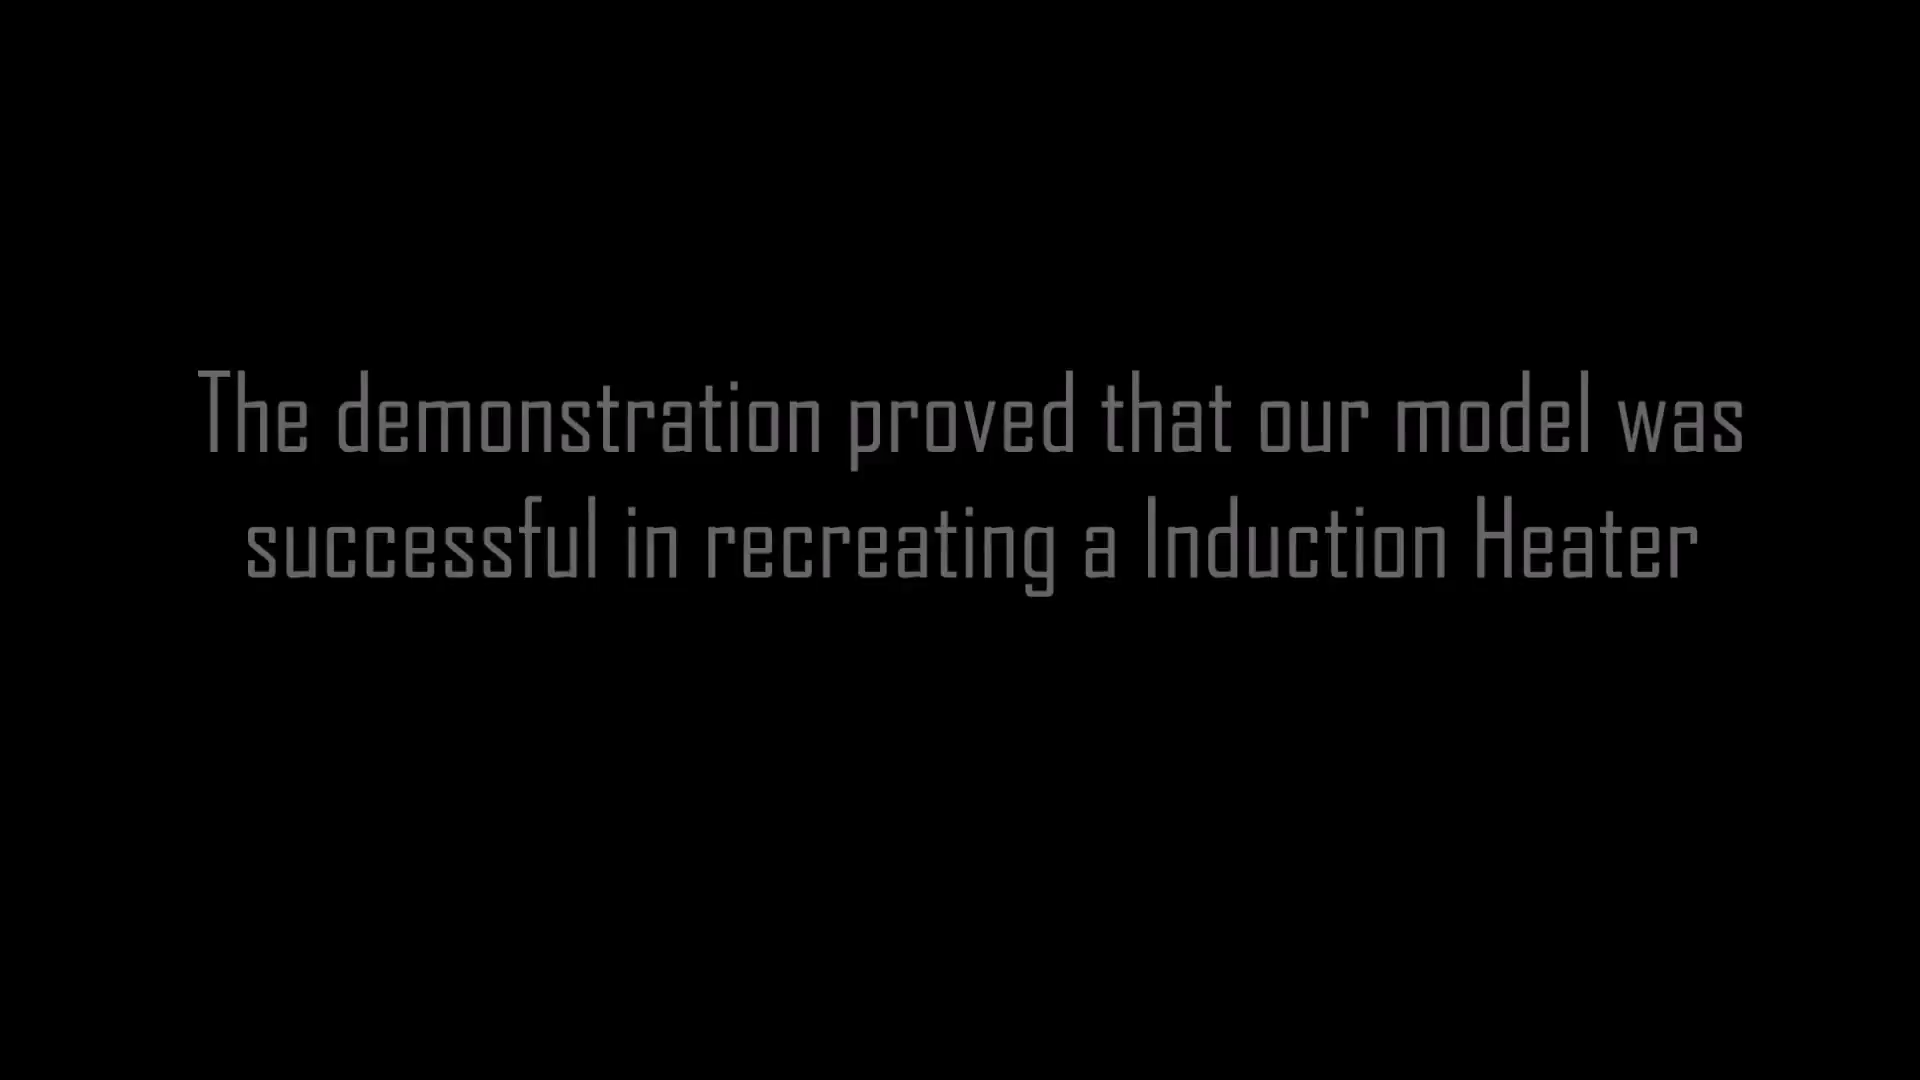 The demonstration proved that our model was
successful in recreating a Induction Heater